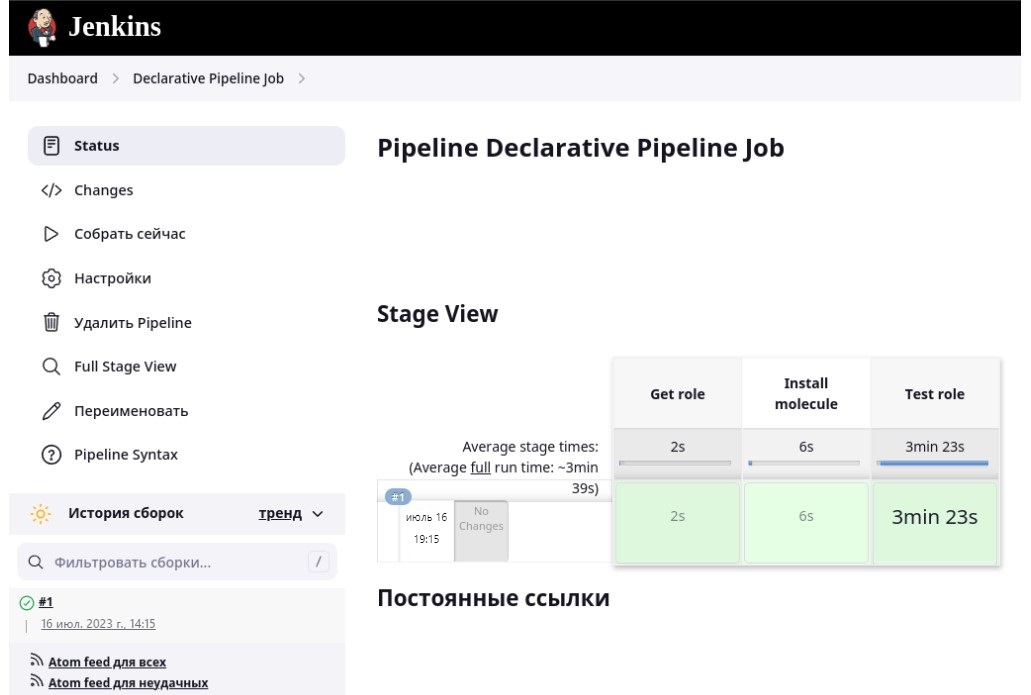 Jenkins
Dashboard
Declarative Pipeline Job
Status
Changes
Собрать сейчас
Настройки
Удалить Pipeline
Full Stage View
Переименовать
Pipeline Syntax
История сборок
тренд
Фильтровать сборки...
/
#1
16 июл. 2023 г., 14:15
Atom feed для всех
Atom feed для неудачных
Pipeline Declarative Pipeline Job
Stage View
Get role
Install
molecule
Test role
Average stage times:
(Average full run time: ~3min
39s)
2s
6s
3min 23s
#1
июль 16
19:15
No
Changes
2s
6s
3min 23s
Постоянные ссылки